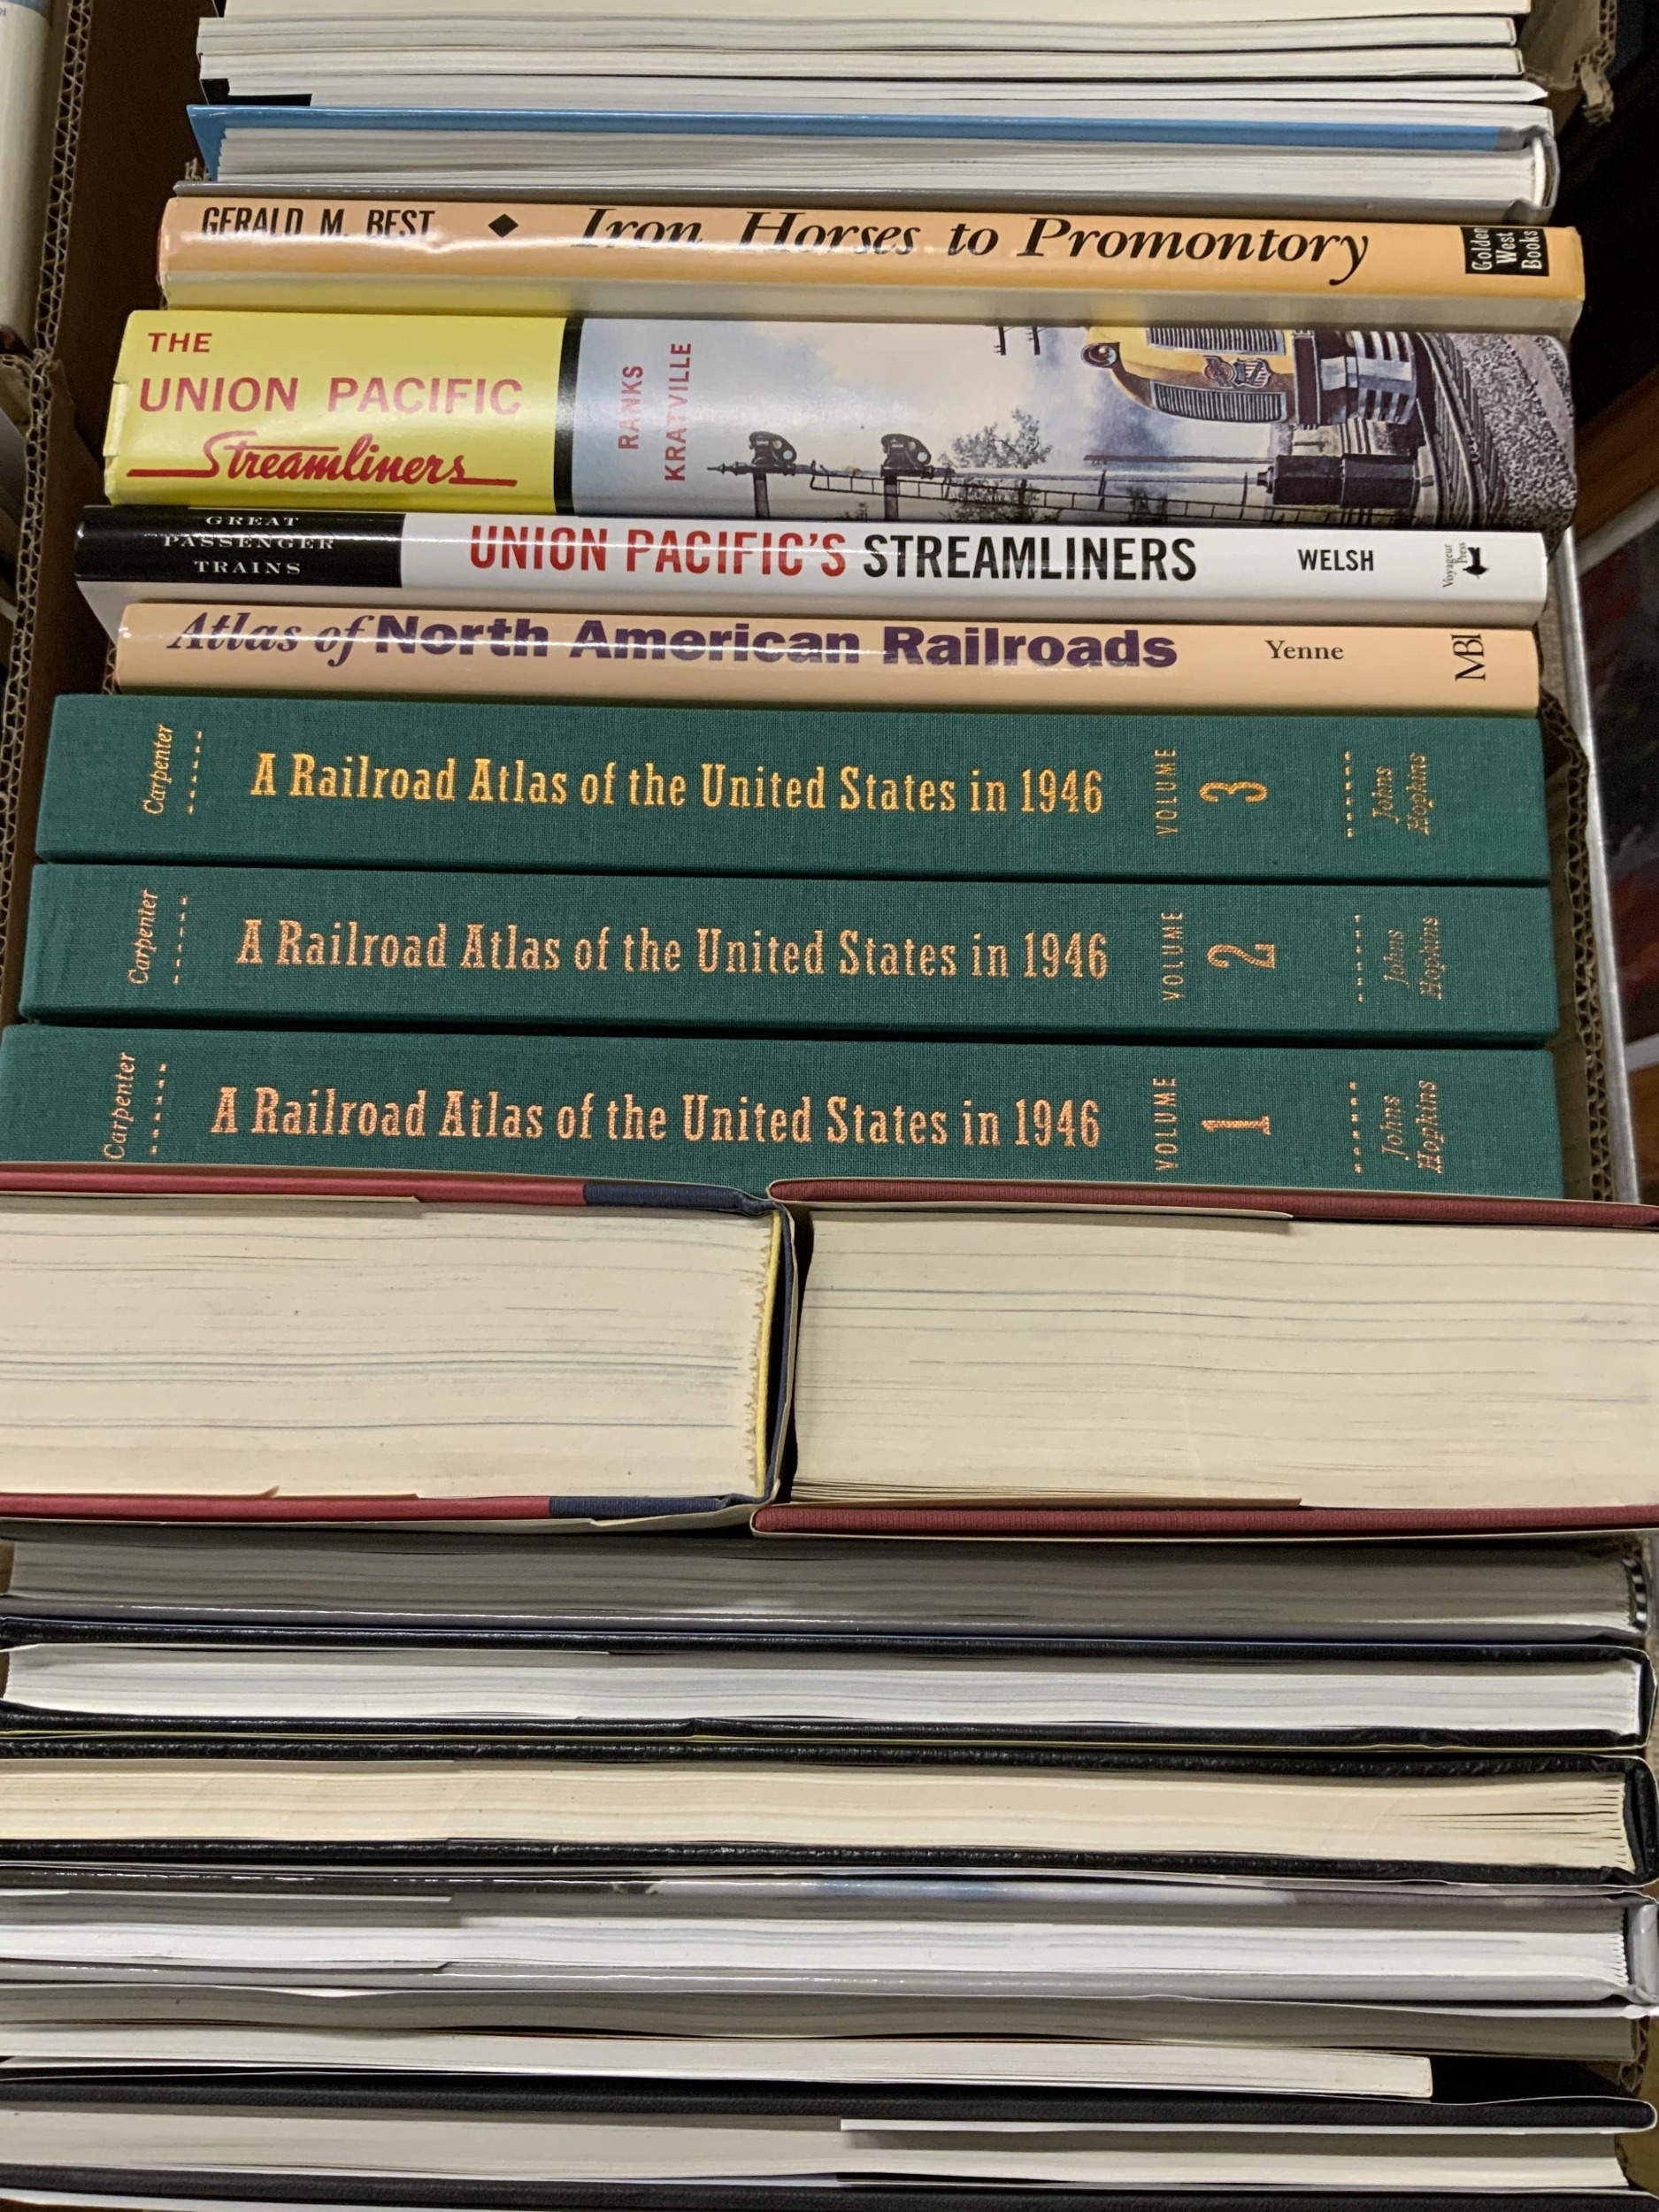 GERALD M. BEST ◆ Iron Horses to Promontory
Golden
West
Books
THE
UNION PACIFIC
Streamliners
RANKS
KRATVILLE
GREAT
PASSENGER
TRAINS
UNION PACIFIC'S STREAMLINERS
WELSH
Voyageur
Press
Atlas of North American Railroads
Yenne
MBI
Carpenter
A Railroad Atlas of the United States in 1946
VOLUME
3
Johns
Hopkins
Carpenter
A Railroad Atlas of the United States in 1946
VOLUME
2
Johns
Hopkins
Carpenter
A Railroad Atlas of the United States in 1946
VOLUME
1
Johns
Hopkins